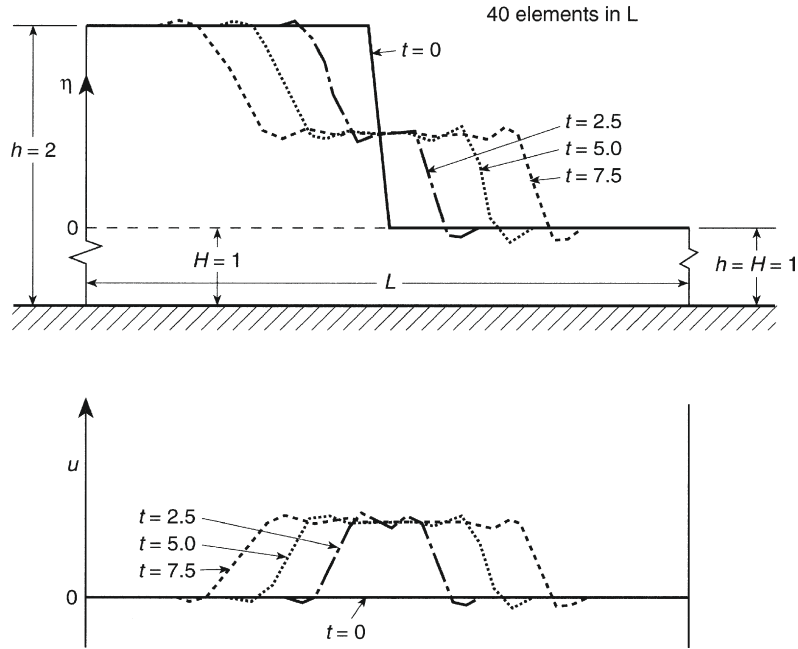 40 elements in L
t = 0
η
t = 2.5
t = 5.0
t = 7.5
h = 2
0
H = 1
L
h = H = 1
u
t = 2.5
t = 5.0
t = 7.5
0
t = 0